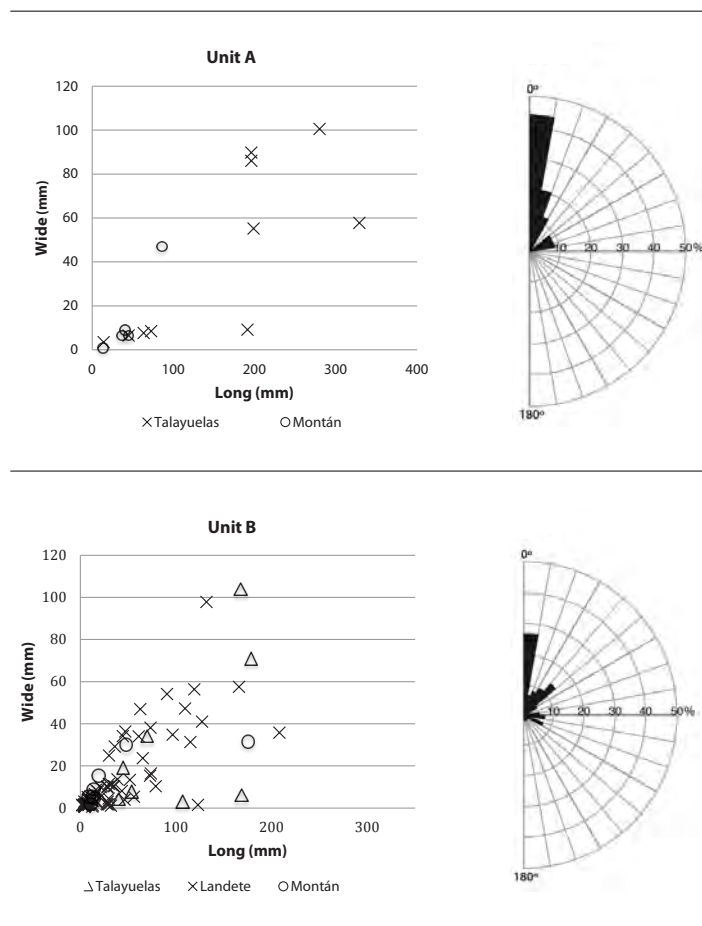 Unit A
120
100
80
60
40
20
0
Wide (mm)
0 100 200 300 400
Long (mm)
×Talayuelas ○Montán
0º
10 20 30 40 50%
180º
Unit B
120
100
80
60
40
20
0
Wide (mm)
0 100 200 300
Long (mm)
△Talayuelas ×Landete ○Montán
0º
10 20 30 40 50%
180º